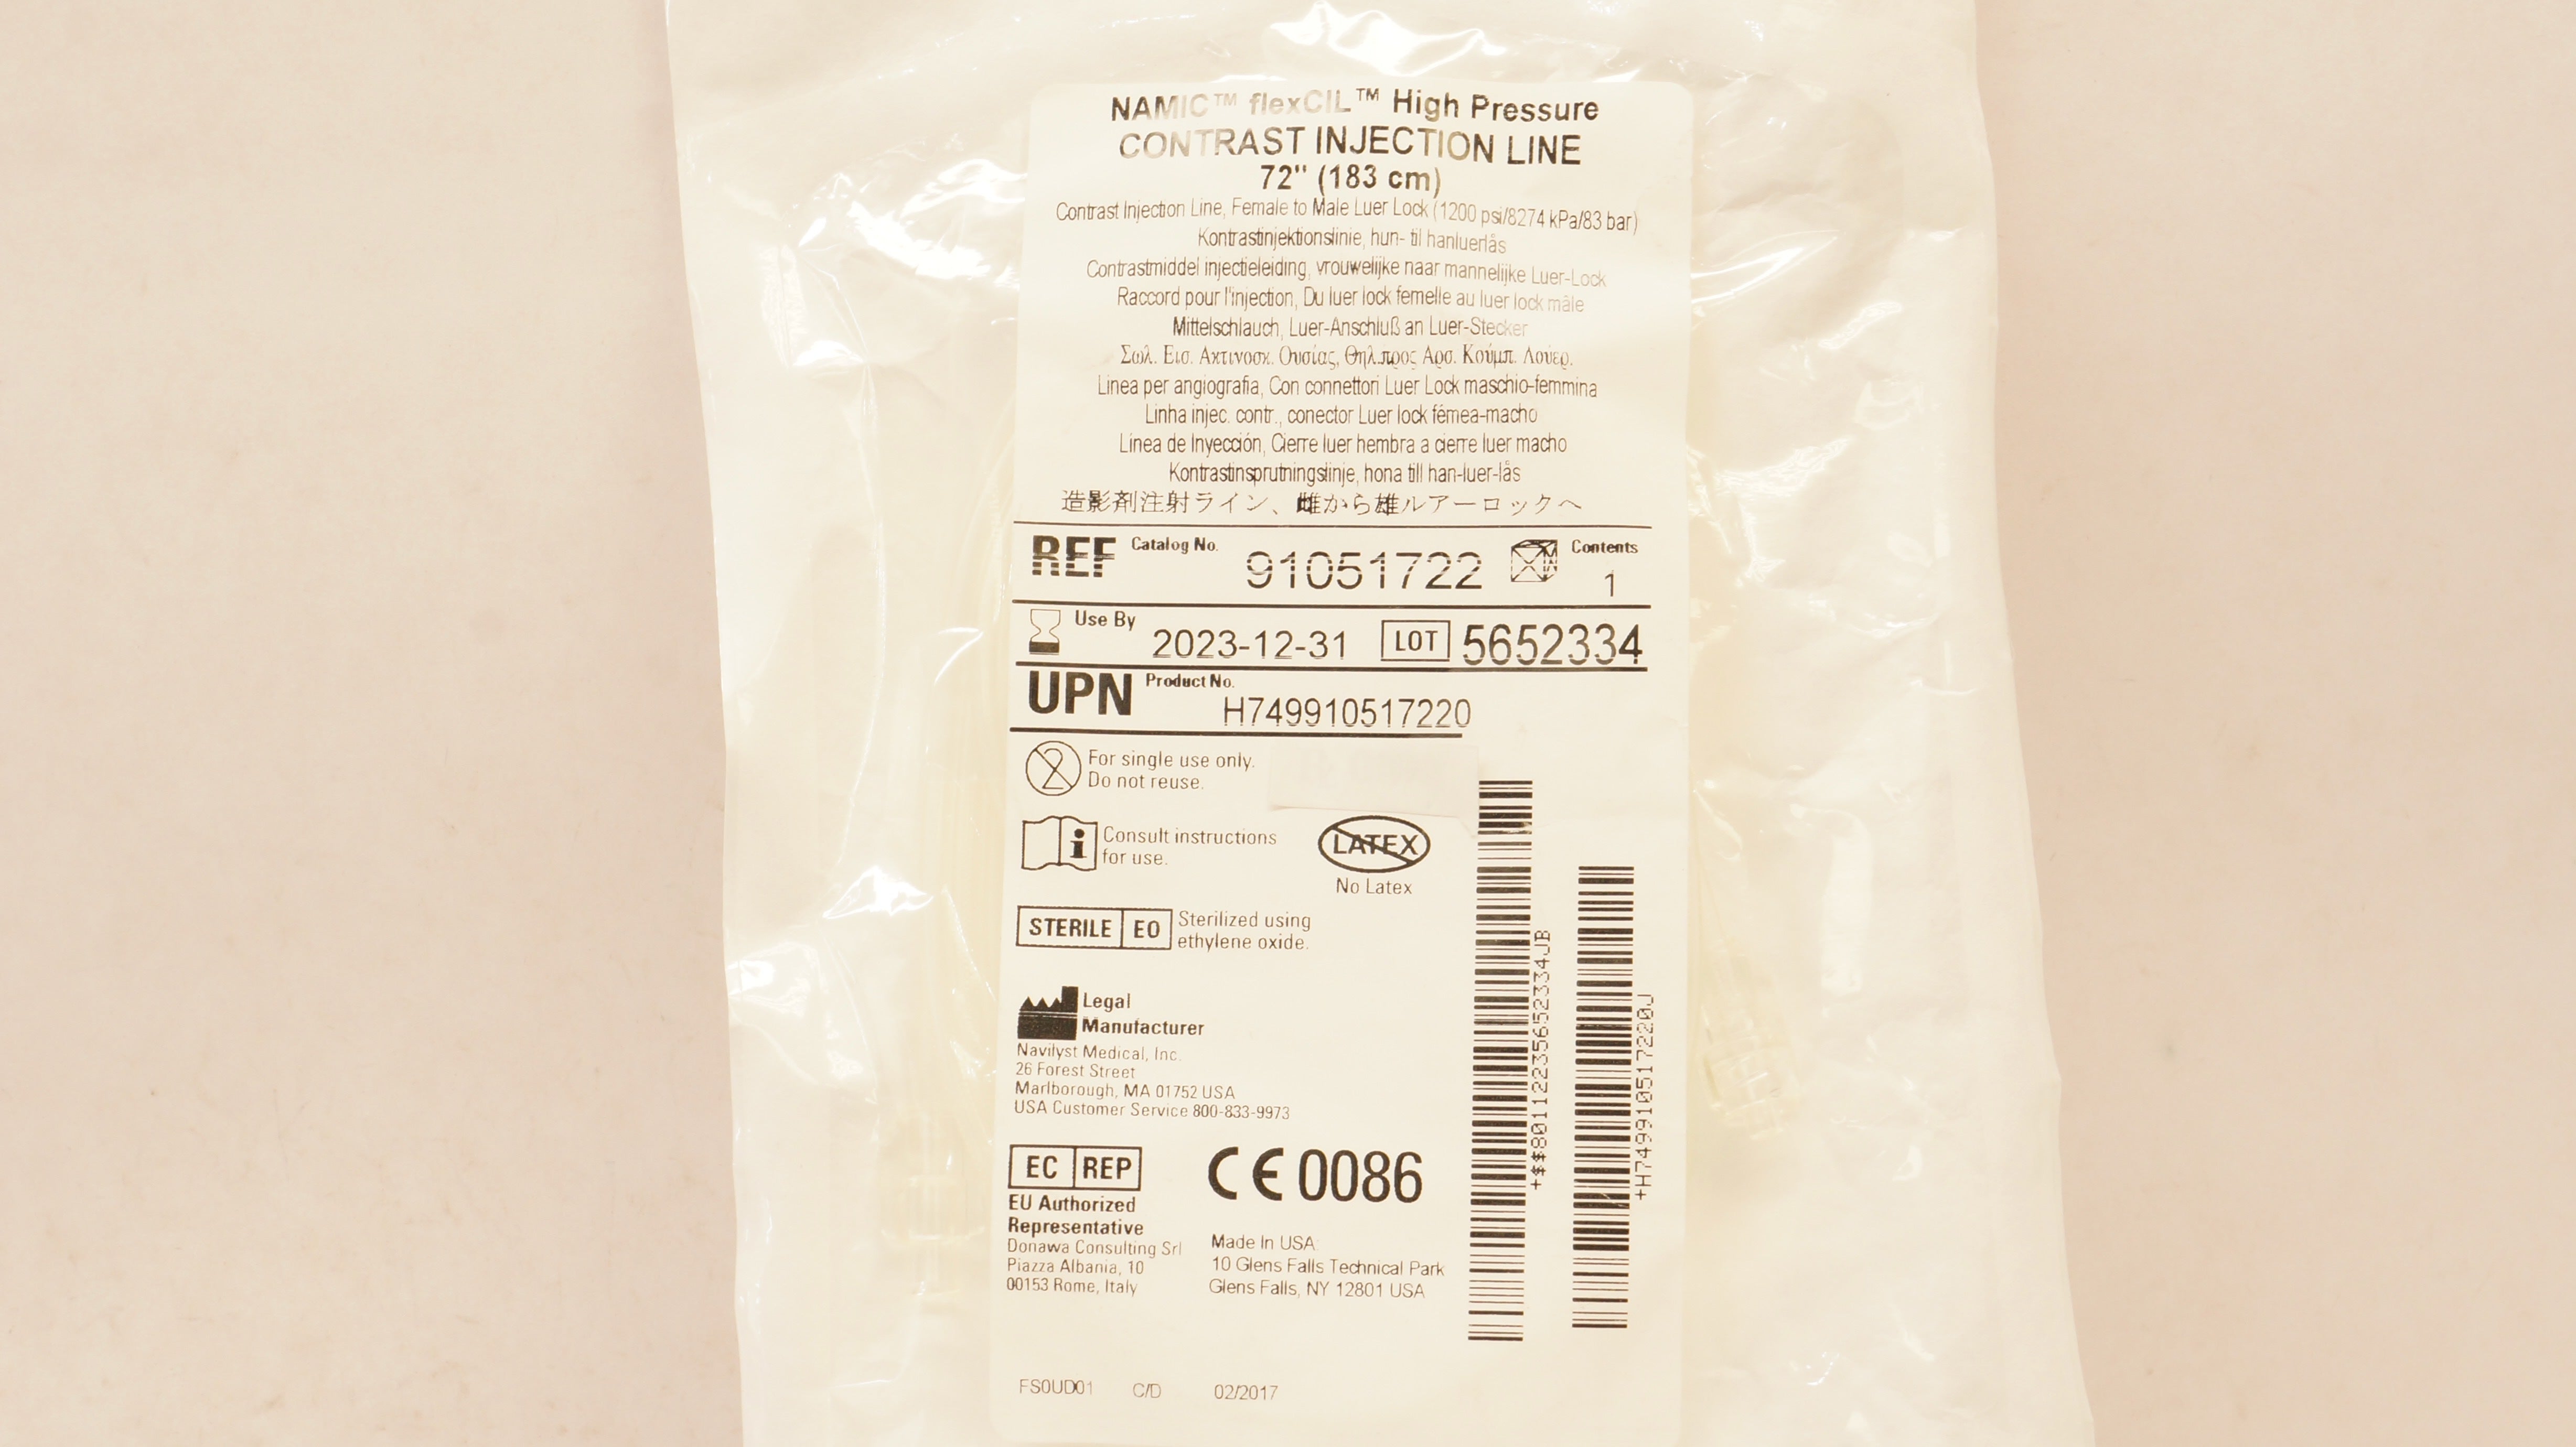 NAMIC™ flexCIL™ High Pressure
CONTRAST INJECTION LINE
72" (183 cm)
Contrast Injection Line, Female to Male Luer Lock (1200 psi/8274 kPa/83 bar)
Kontrastinjektionslinie, hun- til hanluerlås
Contrastmiddel injectieleiding, vrouwelijke naar mannelijke Luer-Lock
Raccord pour l'injection, Du luer lock femelle au luer lock mâle
Mittelschlauch, Luer-Anschluß an Luer-Stecker
Σωλ. Εισ. Ακτινοσκ. Ουσίας, Θηλ.προς Αρσ. Κούμπ. Λούερ.
Linea per angiografia, Con connettori Luer Lock maschio-femmina
Linha injec. contr., conector Luer lock fêmea-macho
Línea de Inyección, Cierre luer hembra a cierre luer macho
Kontrastinsprutningslinje, hona till han-luer-lås
造影剤注射ライン、雌から雄ルアーロックへ
REF Catalog No. 91051722 Contents 1
Use By 2023-12-31 LOT 5652334
UPN Product No. H749910517220
2 For single use only.
Do not reuse.
i Consult instructions
for use.
LATEX
No Latex
STERILE EO Sterilized using
ethylene oxide.
Legal
Manufacturer
Navilyst Medical, Inc.
26 Forest Street
Marlborough, MA 01752 USA
USA Customer Service 800-833-9973
EC REP
EU Authorized
Representative
Donawa Consulting Srl
Piazza Albania, 10
00153 Rome, Italy
CE 0086
Made In USA:
10 Glens Falls Technical Park
Glens Falls, NY 12801 USA
+$$80112235652334JB
+H749910517220J
FS0UD01 C/D 02/2017